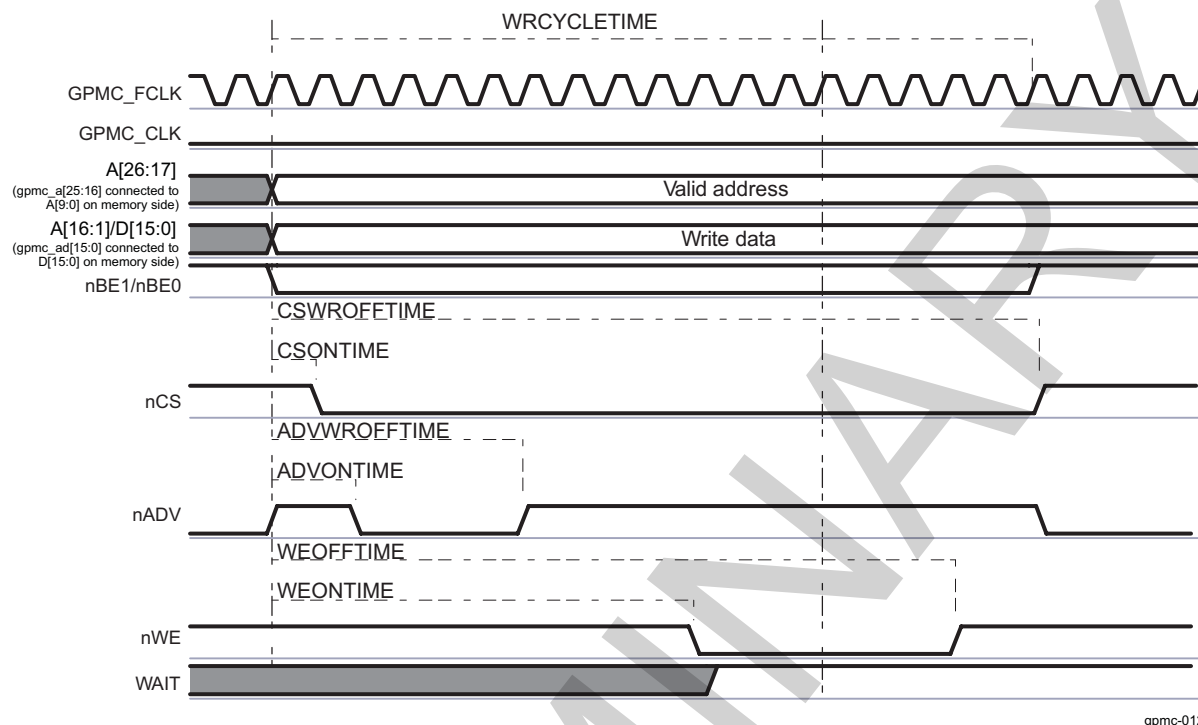 WRCYCLETIME
GPMC_FCLK
GPMC_CLK
A[26:17]
(gpmc_a[25:16] connected to
A[9:0] on memory side)
Valid address
A[16:1]/D[15:0]
(gpmc_ad[15:0] connected to
D[15:0] on memory side)
Write data
nBE1/nBE0
CSWROFFTIME
CSONTIME
nCS
ADVWROFFTIME
ADVONTIME
nADV
WEOFFTIME
WEONTIME
nWE
WAIT